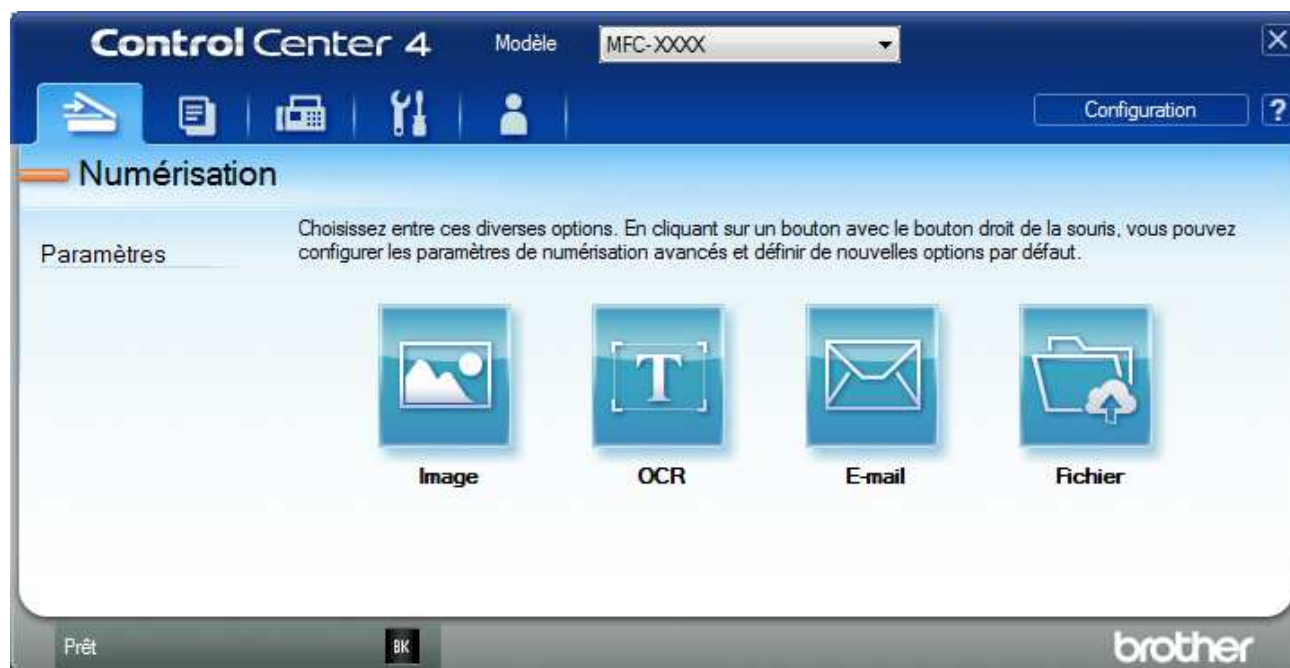 ControlCenter 4
Modèle
MFC-XXXX
Configuration
?
Numérisation
Paramètres
Choisissez entre ces diverses options. En cliquant sur un bouton avec le bouton droit de la souris, vous pouvez
configurer les paramètres de numérisation avancés et définir de nouvelles options par défaut.
T
Image
OCR
E-mail
Fichier
Prêt
BK
brother